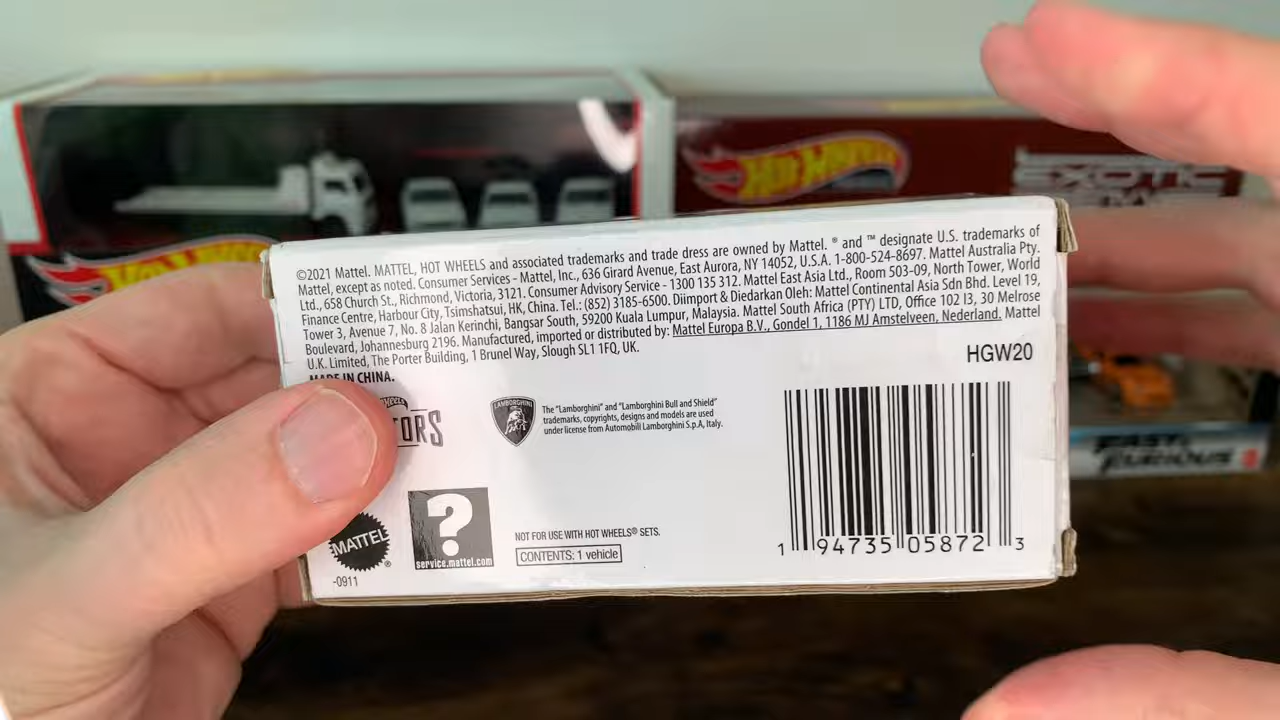 HOT WHEELS
EXOTIC
©2021 Mattel. MATTEL, HOT WHEELS and associated trademarks and trade dress are owned by Mattel. ® and ™ designate U.S. trademarks of
Mattel, except as noted. Consumer Services - Mattel, Inc., 636 Girard Avenue, East Aurora, NY 14052, U.S.A. 1-800-524-8697. Mattel Australia Pty.
Ltd., 658 Church St., Richmond, Victoria, 3121. Consumer Advisory Service - 1300 135 312. Mattel East Asia Ltd., Room 503-09, North Tower, World
Finance Centre, Harbour City, Tsimshatsui, HK, China. Tel.: (852) 3185-6500. Diimport & Diedarkan Oleh: Mattel Continental Asia Sdn Bhd. Level 19,
Tower 3, Avenue 7, No. 8 Jalan Kerinchi, Bangsar South, 59200 Kuala Lumpur, Malaysia. Mattel South Africa (PTY) LTD, Office 102 I3, 30 Melrose
Boulevard, Johannesburg 2196. Manufactured, imported or distributed by: Mattel Europa B.V., Gondel 1, 1186 MJ Amstelveen, Nederland. Mattel
U.K. Limited, The Porter Building, 1 Brunel Way, Slough SL1 1FQ, UK.
MADE IN CHINA.
HGW20
WHEELS
TORS
LAMBORGHINI
The "Lamborghini" and "Lamborghini Bull and Shield"
trademarks, copyrights, designs and models are used
under license from Automobili Lamborghini S.p.A, Italy.
MATTEL®
-0911
?
service.mattel.com
NOT FOR USE WITH HOT WHEELS® SETS.
CONTENTS: 1 vehicle
1 94735 05872 3
FAST &
FURIOUS